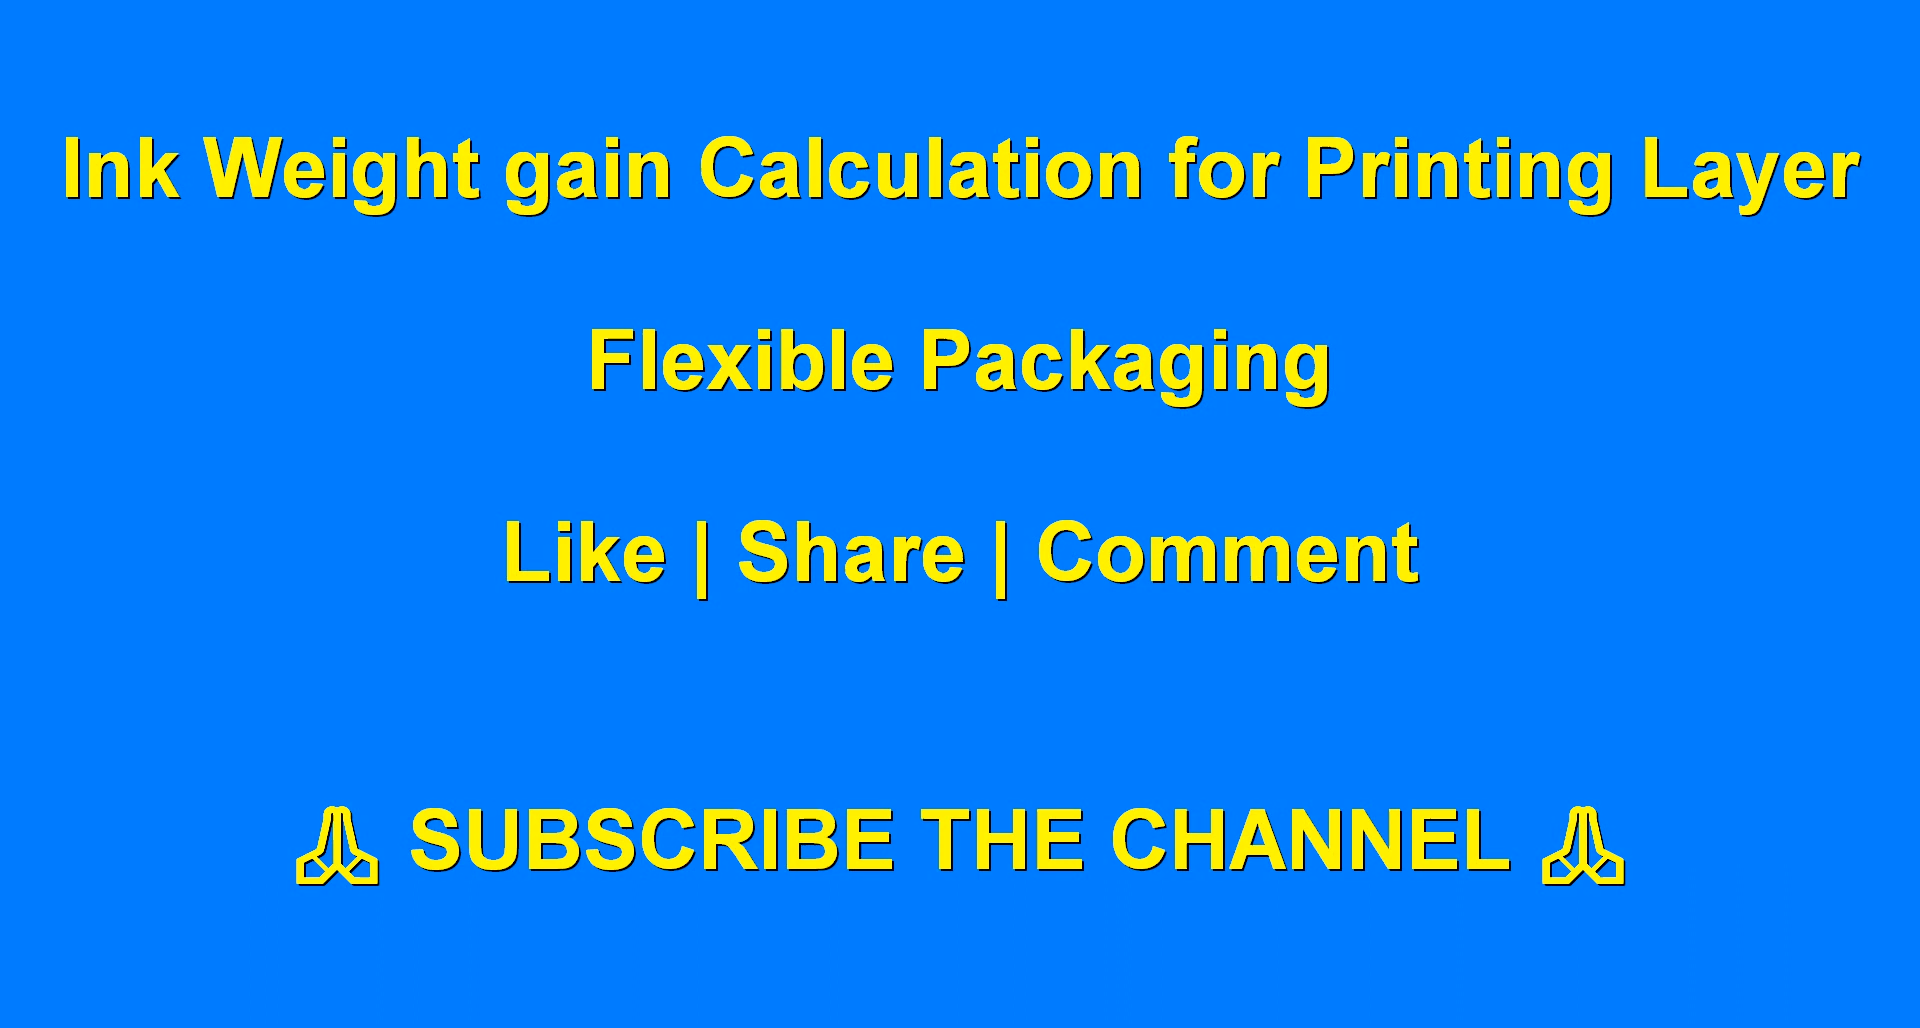 Ink Weight gain Calculation for Printing Layer
Flexible Packaging
Like | Share | Comment
🙏 SUBSCRIBE THE CHANNEL 🙏